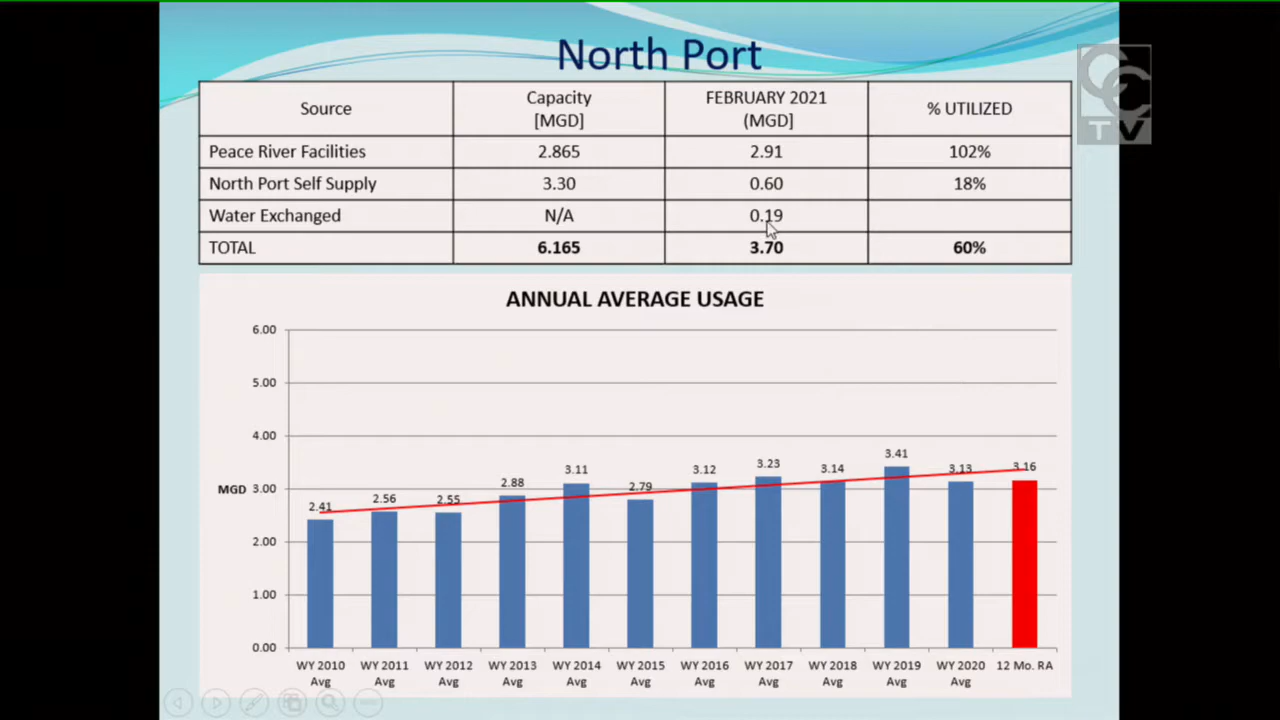 North Port
Source
Capacity
[MGD]
FEBRUARY 2021
(MGD]
% UTILIZED
Peace River Facilities 2.865 2.91 102%
North Port Self Supply 3.30 0.60 18%
Water Exchanged N/A 0.19
TOTAL 6.165 3.70 60%
CC
TV
ANNUAL AVERAGE USAGE
6.00
5.00
4.00
MGD
3.00
2.00
1.00
0.00
2.41 2.56 2.55 2.88 3.11 2.79 3.12 3.23 3.14 3.41 3.13 3.16
WY 2010 WY 2011 WY 2012 WY 2013 WY 2014 WY 2015 WY 2016 WY 2017 WY 2018 WY 2019 WY 2020 12 Mo. RA
Avg Avg Avg Avg Avg Avg Avg Avg Avg Avg Avg